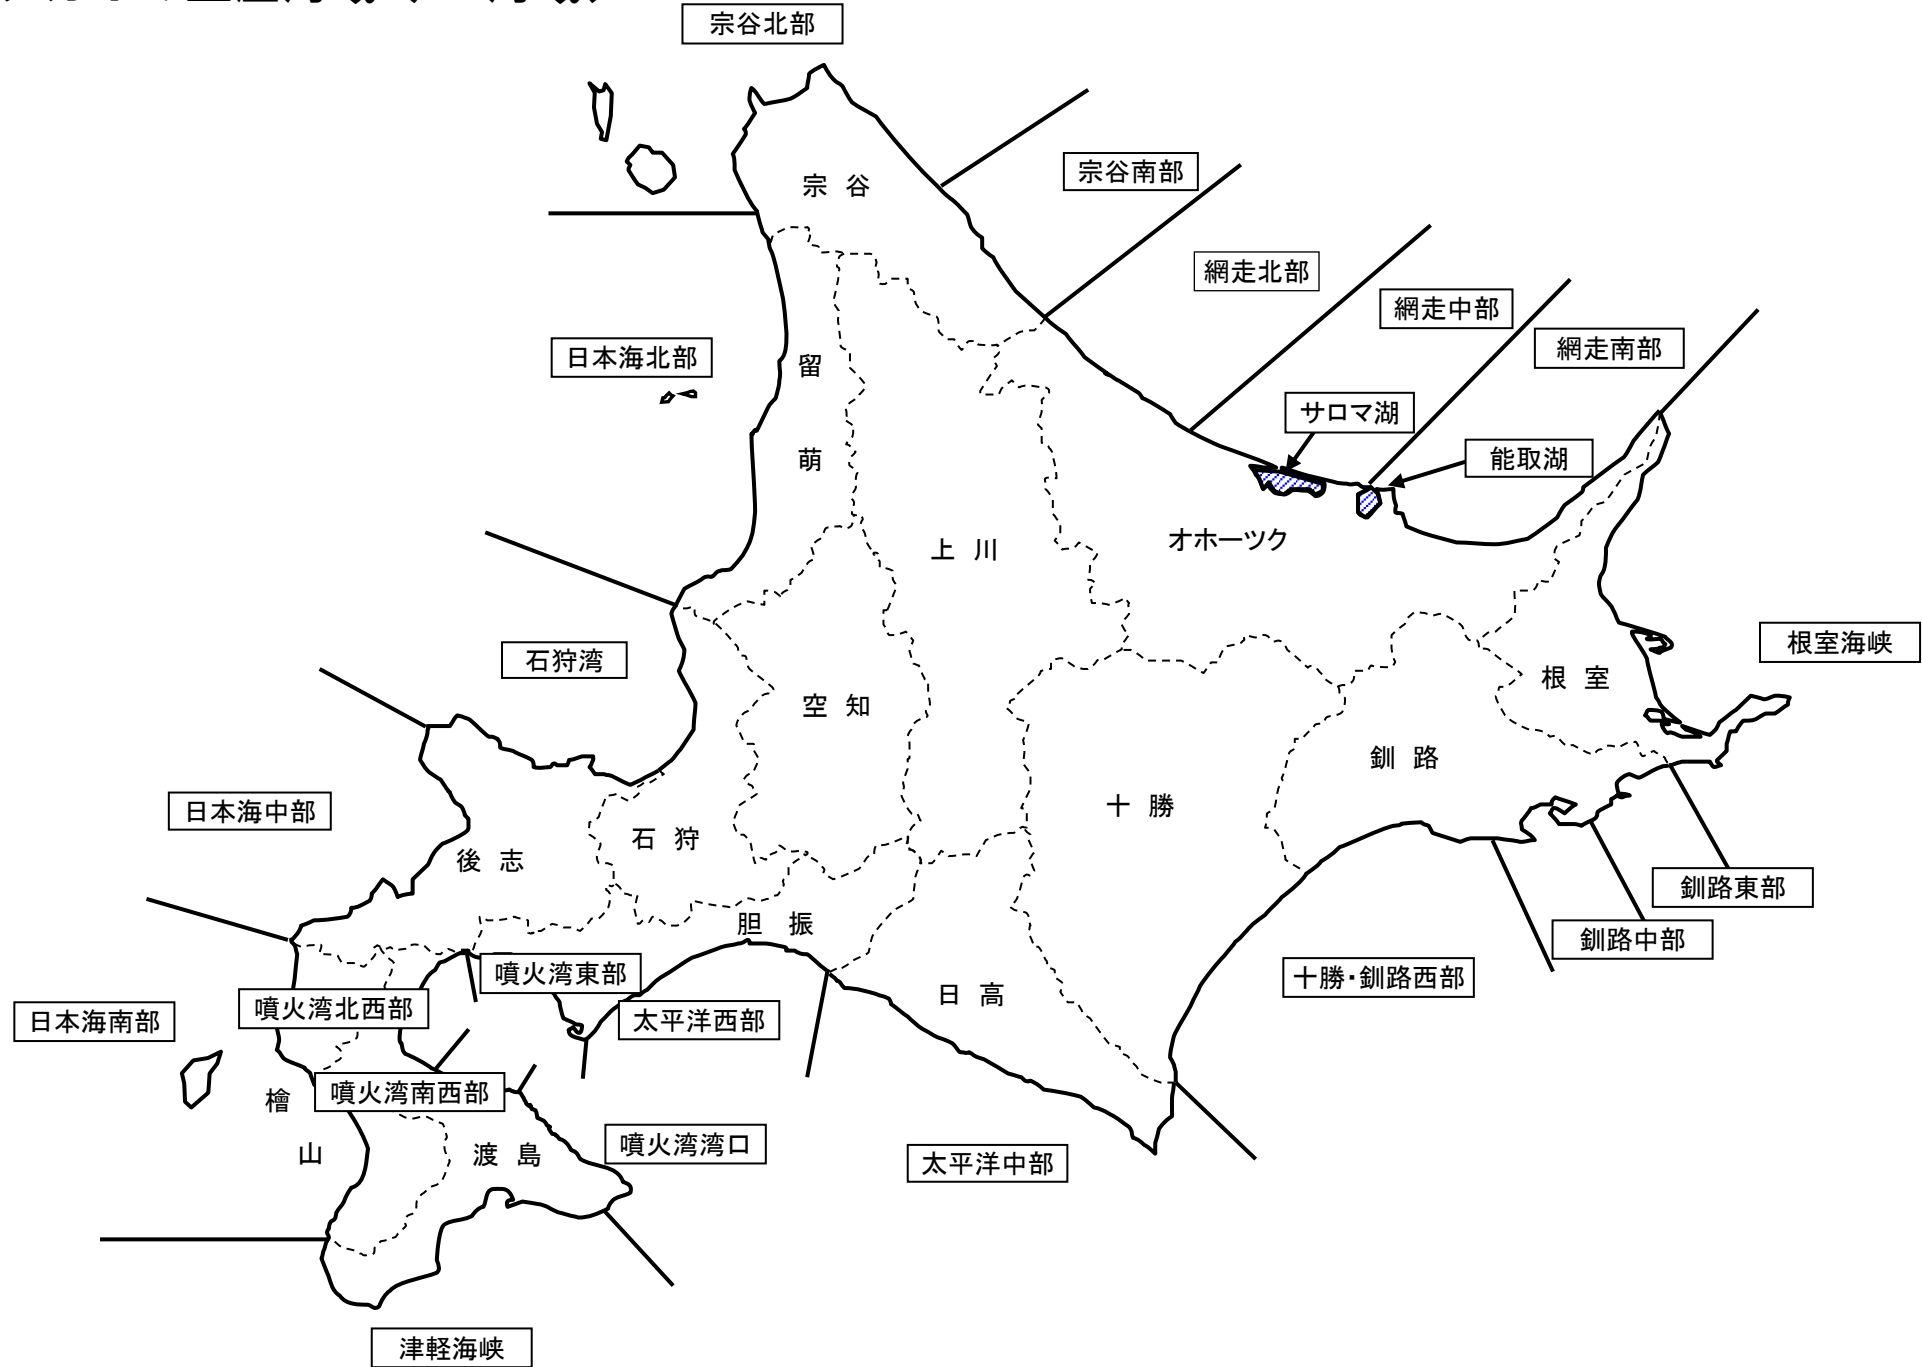 宗谷北部
宗谷南部
宗谷
網走北部
網走中部
網走南部
日本海北部
留
萌
サロマ湖
能取湖
上川
オホーツク
石狩湾
根室海峡
根室
空知
釧路
日本海中部
十勝
石狩
後志
釧路東部
胆振
釧路中部
噴火湾東部
十勝・釧路西部
日高
噴火湾北西部
日本海南部
太平洋西部
噴火湾南西部
檜
山
渡島
噴火湾湾口
太平洋中部
津軽海峡